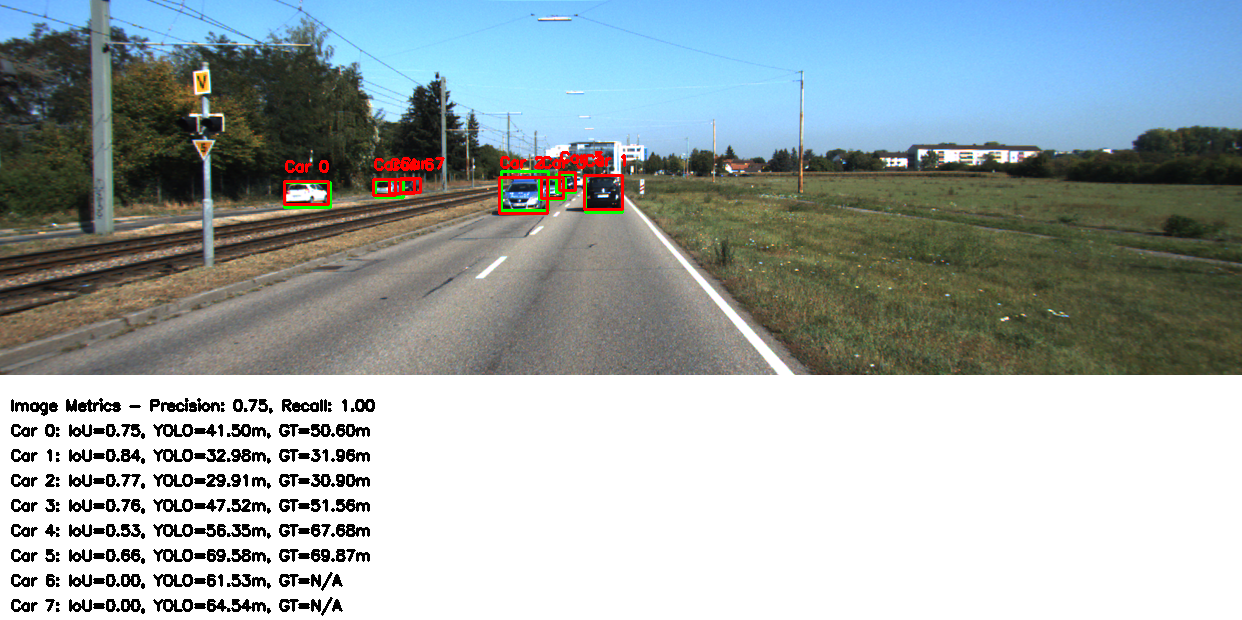 V
S
Car 0
Car 2
Car 1
Image Metrics – Precision: 0.75, Recall: 1.00
Car 0: IoU=0.75, YOLO=41.50m, GT=50.60m
Car 1: IoU=0.84, YOLO=32.98m, GT=31.96m
Car 2: IoU=0.77, YOLO=29.91m, GT=30.90m
Car 3: IoU=0.76, YOLO=47.52m, GT=51.56m
Car 4: IoU=0.53, YOLO=56.35m, GT=67.68m
Car 5: IoU=0.66, YOLO=69.58m, GT=69.87m
Car 6: IoU=0.00, YOLO=61.53m, GT=N/A
Car 7: IoU=0.00, YOLO=64.54m, GT=N/A